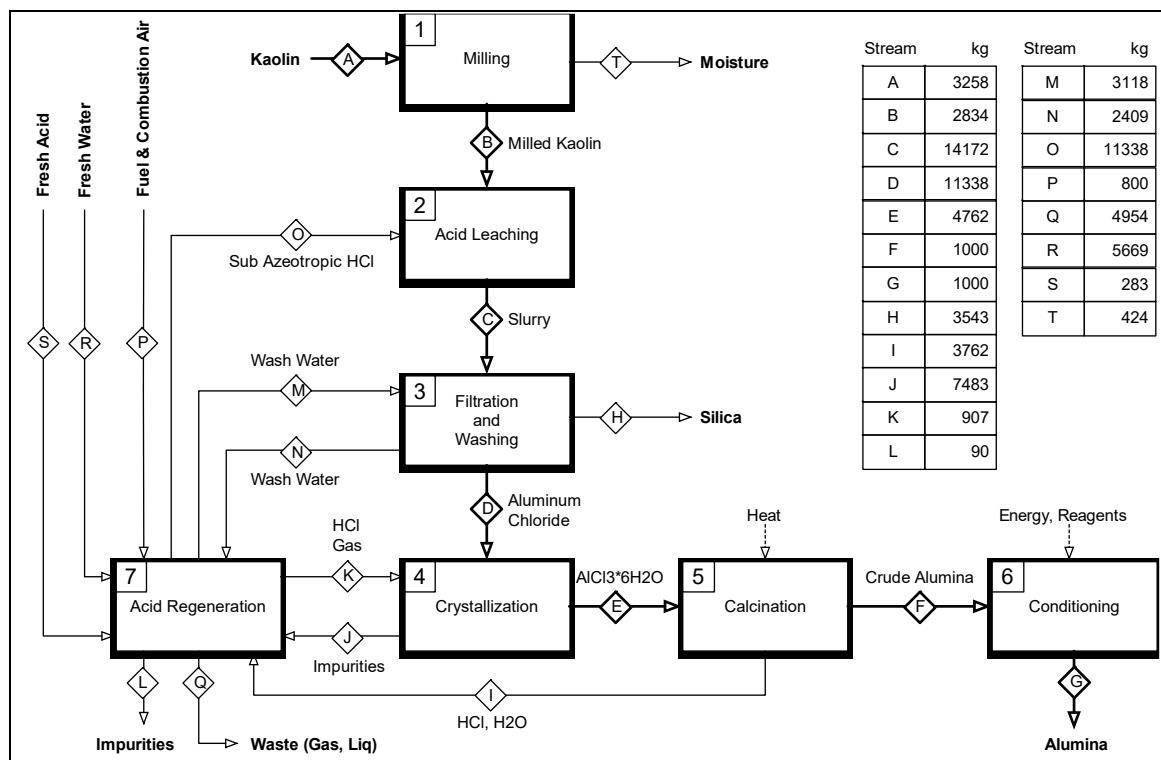 1
Milling
Kaolin
A
T
Moisture
B
Milled Kaolin
Fresh Acid
Fresh Water
Fuel & Combustion Air
2
Acid Leaching
O
Sub Azeotropic HCl
C
Slurry
S
R
P
Wash Water
M
3
Filtration
and
Washing
H
Silica
N
Wash Water
D
Aluminum
Chloride
HCl
Gas
K
7
Acid Regeneration
4
Crystallization
J
Impurities
AlCl3*6H2O
E
Heat
5
Calcination
Crude Alumina
F
Energy, Reagents
6
Conditioning
I
HCl, H2O
L
Q
G
Impurities
Waste (Gas, Liq)
Alumina
Stream kg
A 3258
B 2834
C 14172
D 11338
E 4762
F 1000
G 1000
H 3543
I 3762
J 7483
K 907
L 90
Stream kg
M 3118
N 2409
O 11338
P 800
Q 4954
R 5669
S 283
T 424